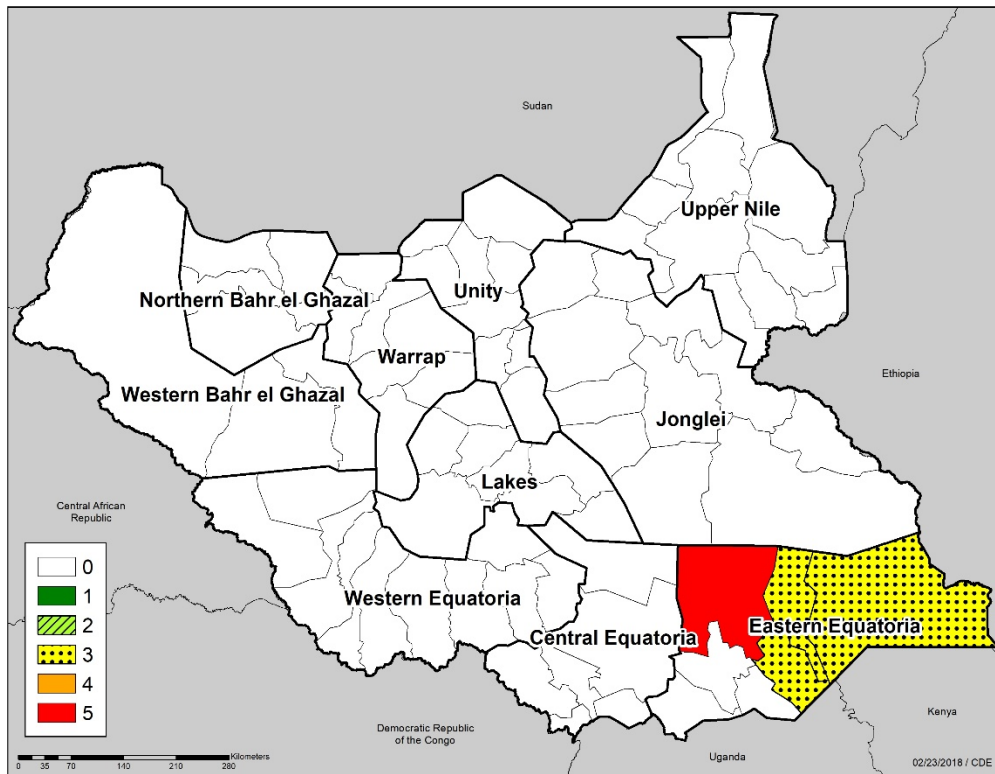 Sudan
Upper Nile
Northern Bahr el Ghazal
Unity
Warrap
Ethiopia
Western Bahr el Ghazal
Jonglei
Lakes
Central African
Republic
0
1
2
3
4
5
Western Equatoria
Central Equatoria
Eastern Equatoria
Kenya
Democratic Republic
of the Congo
Uganda
Kilometers
0 35 70 140 210 280
02/23/2018 / CDE